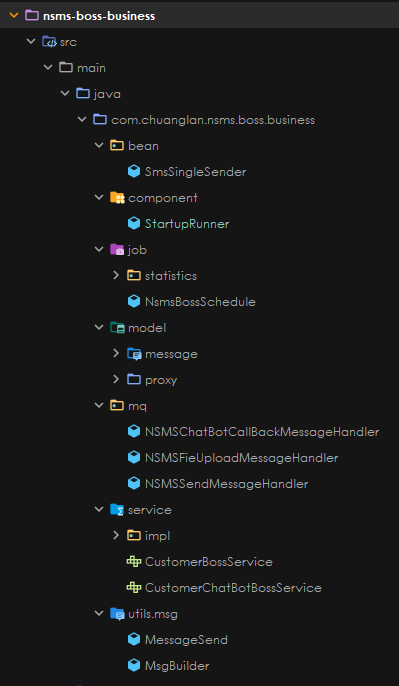 nsms-boss-business
src
main
java
com.chuanglan.nsms.boss.business
bean
SmsSingleSender
component
StartupRunner
job
statistics
NsmsBossSchedule
model
message
proxy
mq
NSMSChatBotCallBackMessageHandler
NSMSFieUploadMessageHandler
NSMSSendMessageHandler
service
impl
CustomerBossService
CustomerChatBotBossService
utils.msg
MessageSend
MsgBuilder